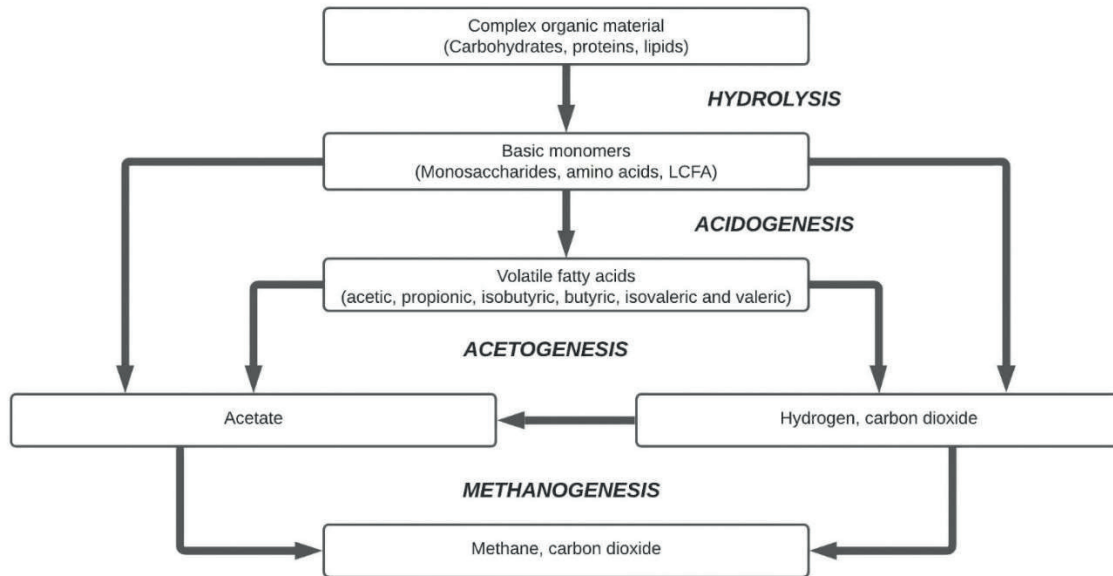 Complex organic material
(Carbohydrates, proteins, lipids)
HYDROLYSIS
Basic monomers
(Monosaccharides, amino acids, LCFA)
ACIDOGENESIS
Volatile fatty acids
(acetic, propionic, isobutyric, butyric, isovaleric and valeric)
ACETOGENESIS
Acetate
Hydrogen, carbon dioxide
METHANOGENESIS
Methane, carbon dioxide